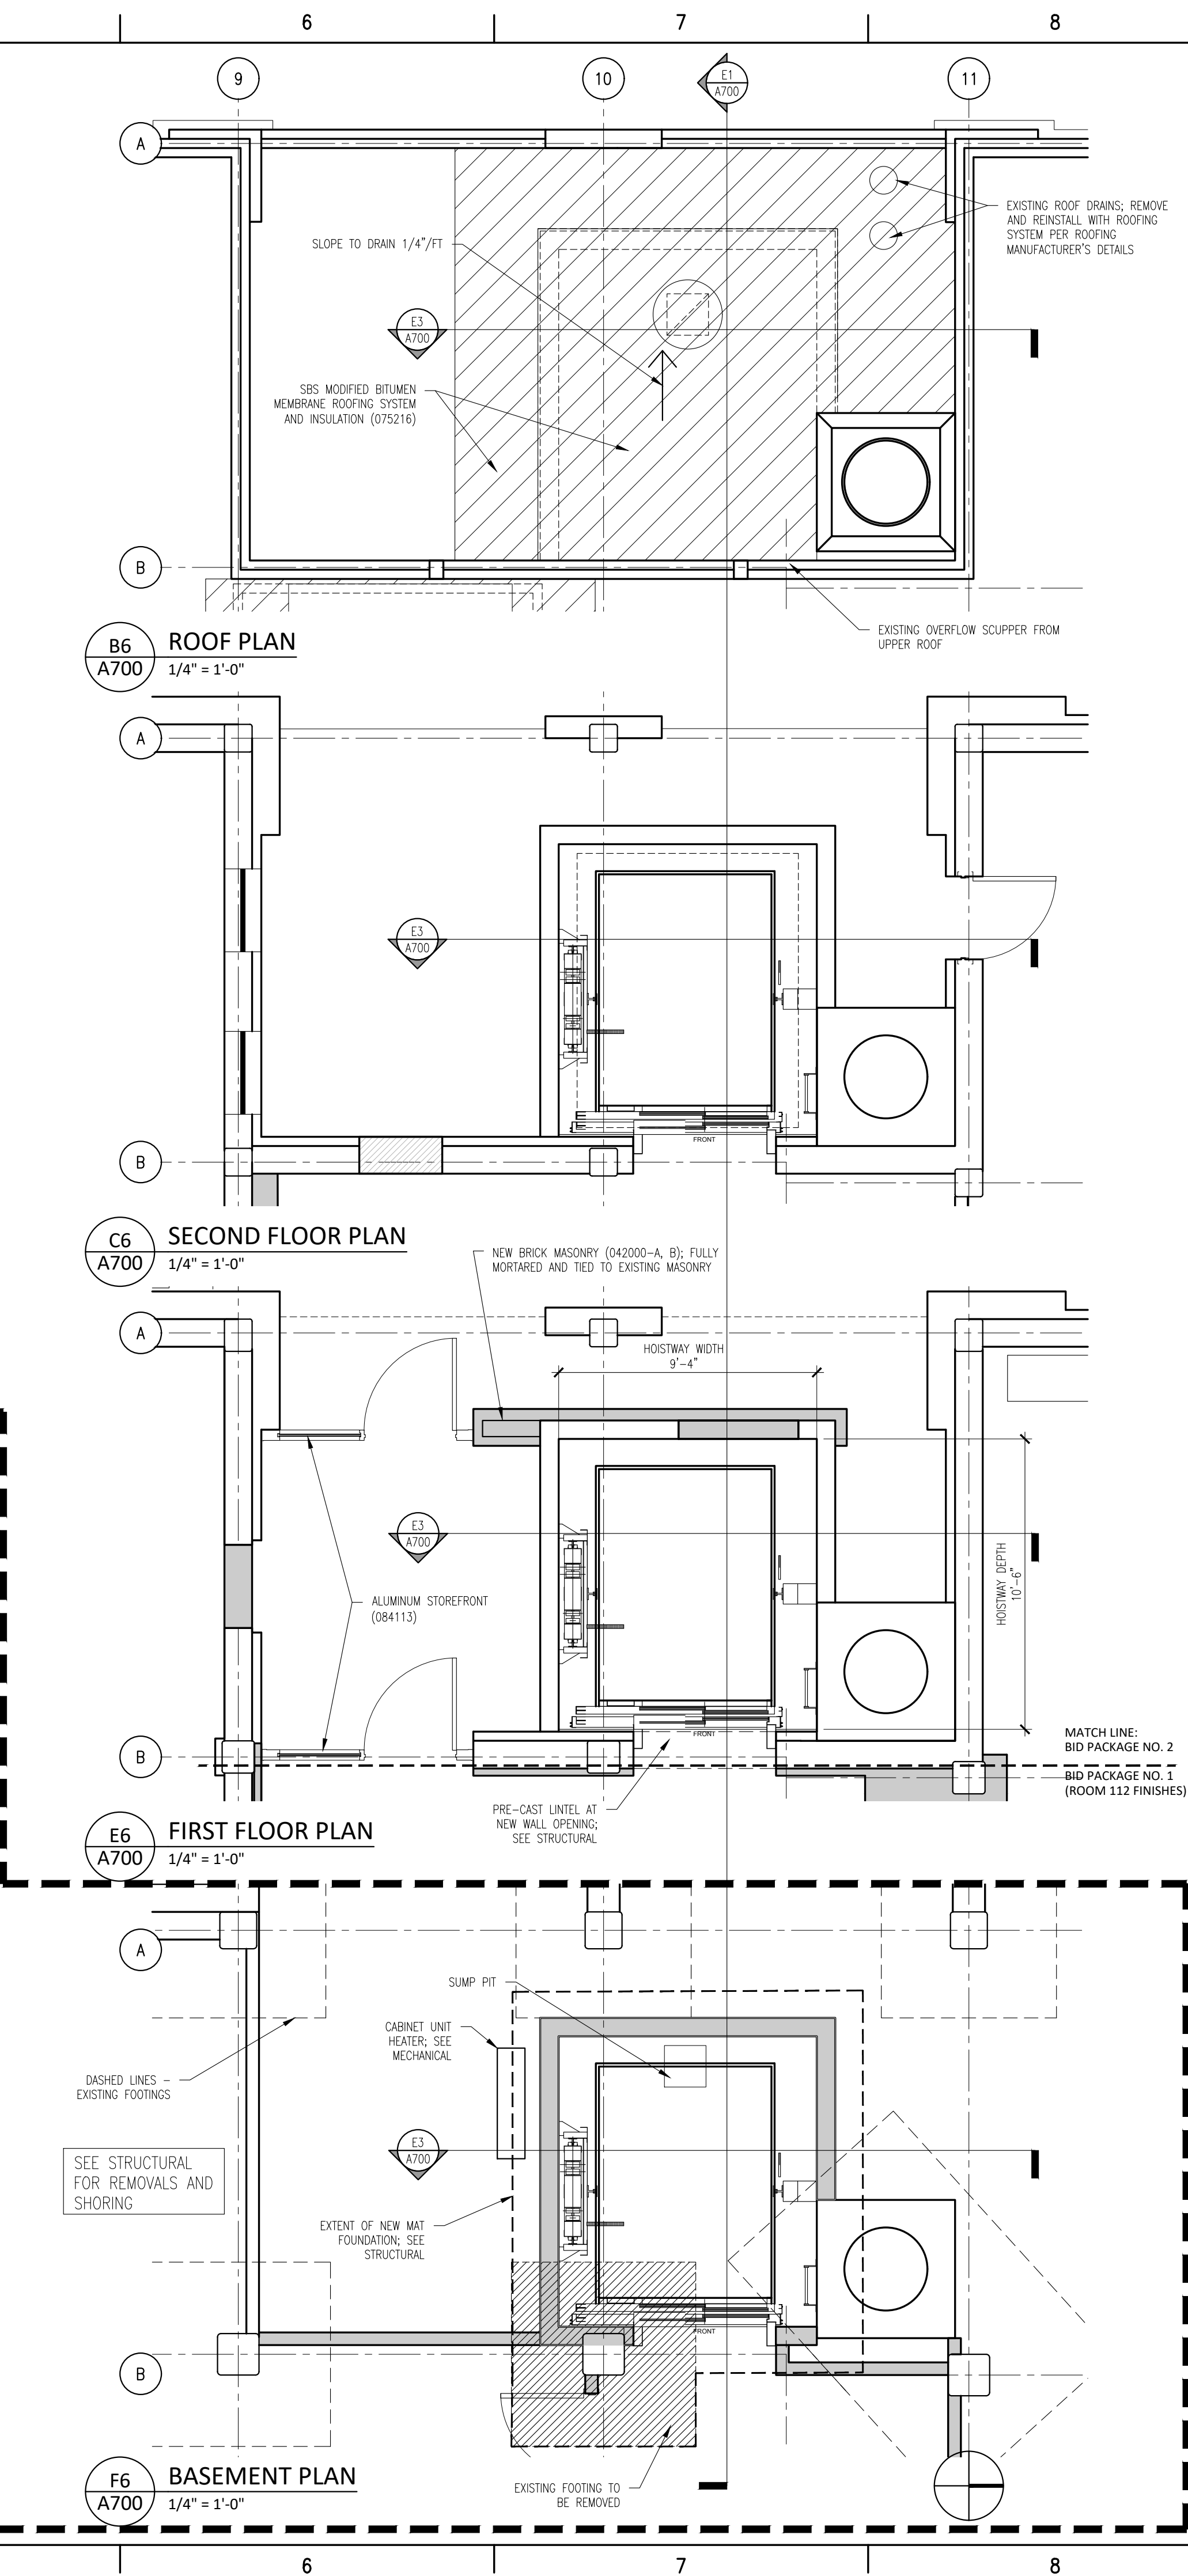 6
7
8
9
10
E1
A700
11
A
EXISTING ROOF DRAINS; REMOVE
AND REINSTALL WITH ROOFING
SYSTEM PER ROOFING
MANUFACTURER'S DETAILS
SLOPE TO DRAIN 1/4"/FT
E3
A700
SBS MODIFIED BITUMEN
MEMBRANE ROOFING SYSTEM
AND INSULATION (075216)
B
EXISTING OVERFLOW SCUPPER FROM
UPPER ROOF
B6
A700
ROOF PLAN
1/4" = 1'-0"
A
E3
A700
FRONT
B
C6
A700
SECOND FLOOR PLAN
1/4" = 1'-0"
NEW BRICK MASONRY (042000-A, B); FULLY
MORTARED AND TIED TO EXISTING MASONRY
A
HOISTWAY WIDTH
9'-4"
E3
A700
HOISTWAY DEPTH
10'-6"
ALUMINUM STOREFRONT
(084113)
FRONT
B
MATCH LINE:
BID PACKAGE NO. 2
BID PACKAGE NO. 1
(ROOM 112 FINISHES)
PRE-CAST LINTEL AT
NEW WALL OPENING;
SEE STRUCTURAL
E6
A700
FIRST FLOOR PLAN
1/4" = 1'-0"
A
SUMP PIT
CABINET UNIT
HEATER; SEE
MECHANICAL
DASHED LINES -
EXISTING FOOTINGS
E3
A700
SEE STRUCTURAL
FOR REMOVALS AND
SHORING
EXTENT OF NEW MAT
FOUNDATION; SEE
STRUCTURAL
FRONT
B
EXISTING FOOTING TO
BE REMOVED
F6
A700
BASEMENT PLAN
1/4" = 1'-0"
6
7
8